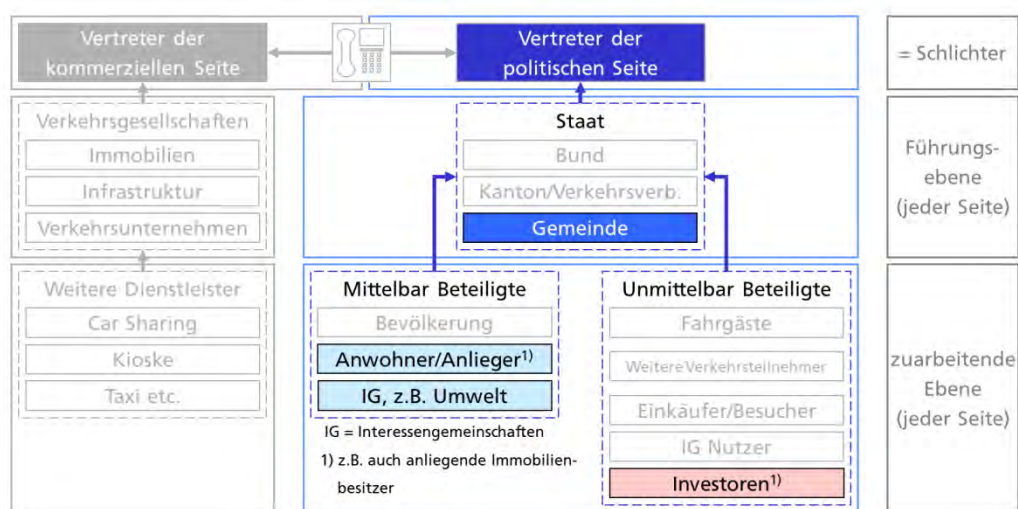 Vertreter der
kommerziellen Seite
Vertreter der
politischen Seite
= Schlichter
Verkehrsgesellschaften
Immobilien
Infrastruktur
Verkehrsunternehmen
Staat
Bund
Kanton/Verkehrsverb.
Gemeinde
Führungs-
ebene
(jeder Seite)
Weitere Dienstleister
Car Sharing
Kioske
Taxi etc.
Mittelbar Beteiligte
Bevölkerung
Anwohner/Anlieger1)
IG, z.B. Umwelt
IG = Interessengemeinschaften
1) z.B. auch anliegende Immobilien-
besitzer
Unmittelbar Beteiligte
Fahrgäste
Weitere Verkehrsteilnehmer
Einkäufer/Besucher
IG Nutzer
Investoren1)
zuarbeitende
Ebene
(jeder Seite)